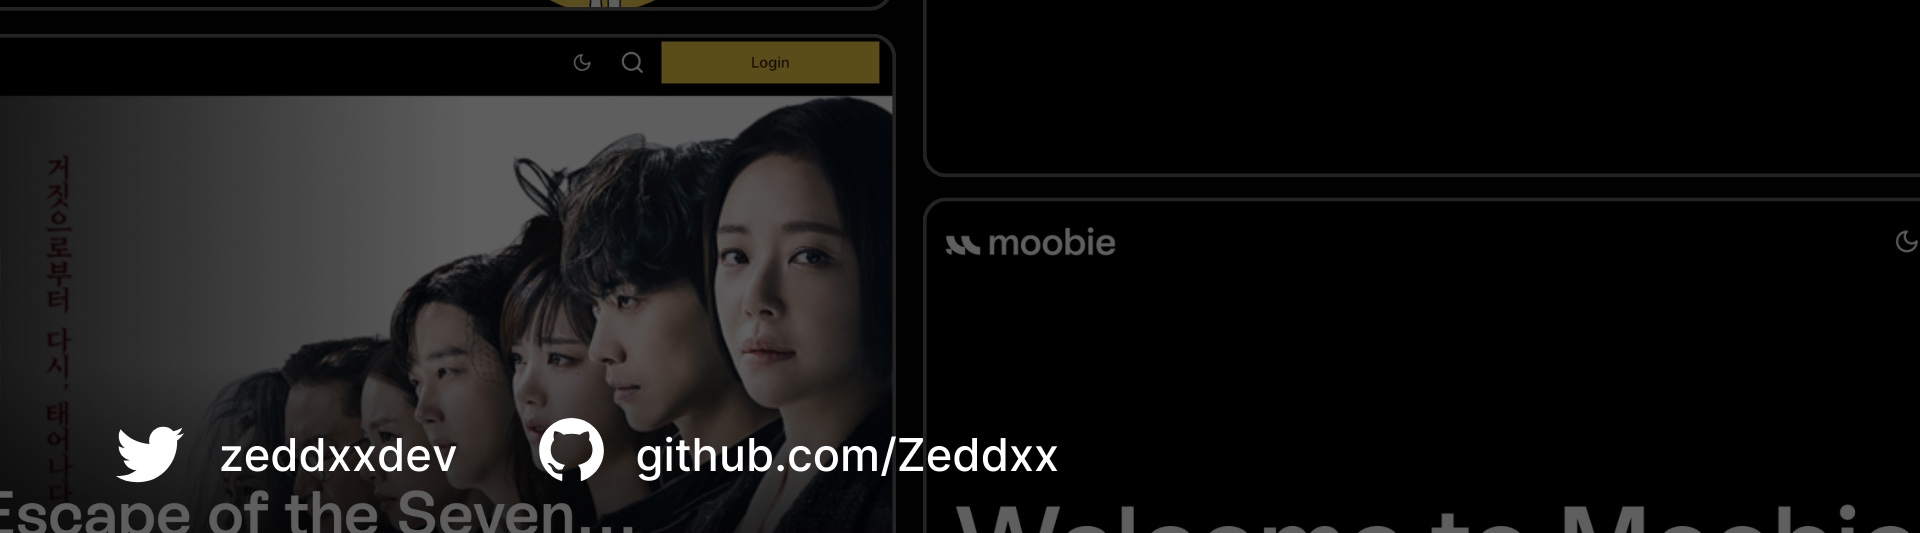 Login
거짓으로부터 다시, 태어나다
moobie
zeddxxdev
github.com/Zeddxx
Escape of the Seven...
Welcome to Moobie